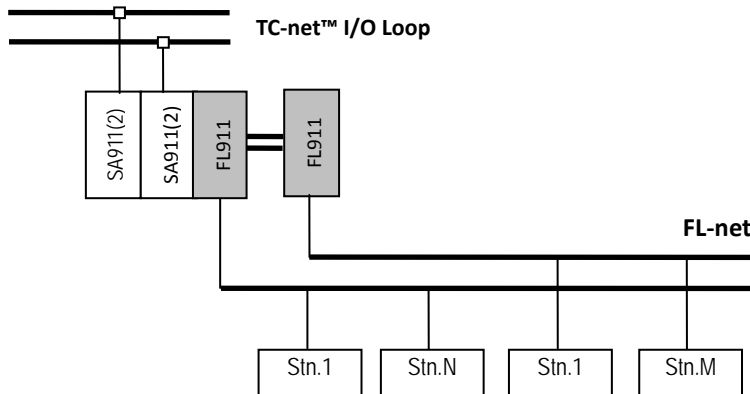 TC-net™ I/O Loop
SA911(2)
SA911(2)
FL911
FL911
FL-net
Stn.1
Stn.N
Stn.1
Stn.M